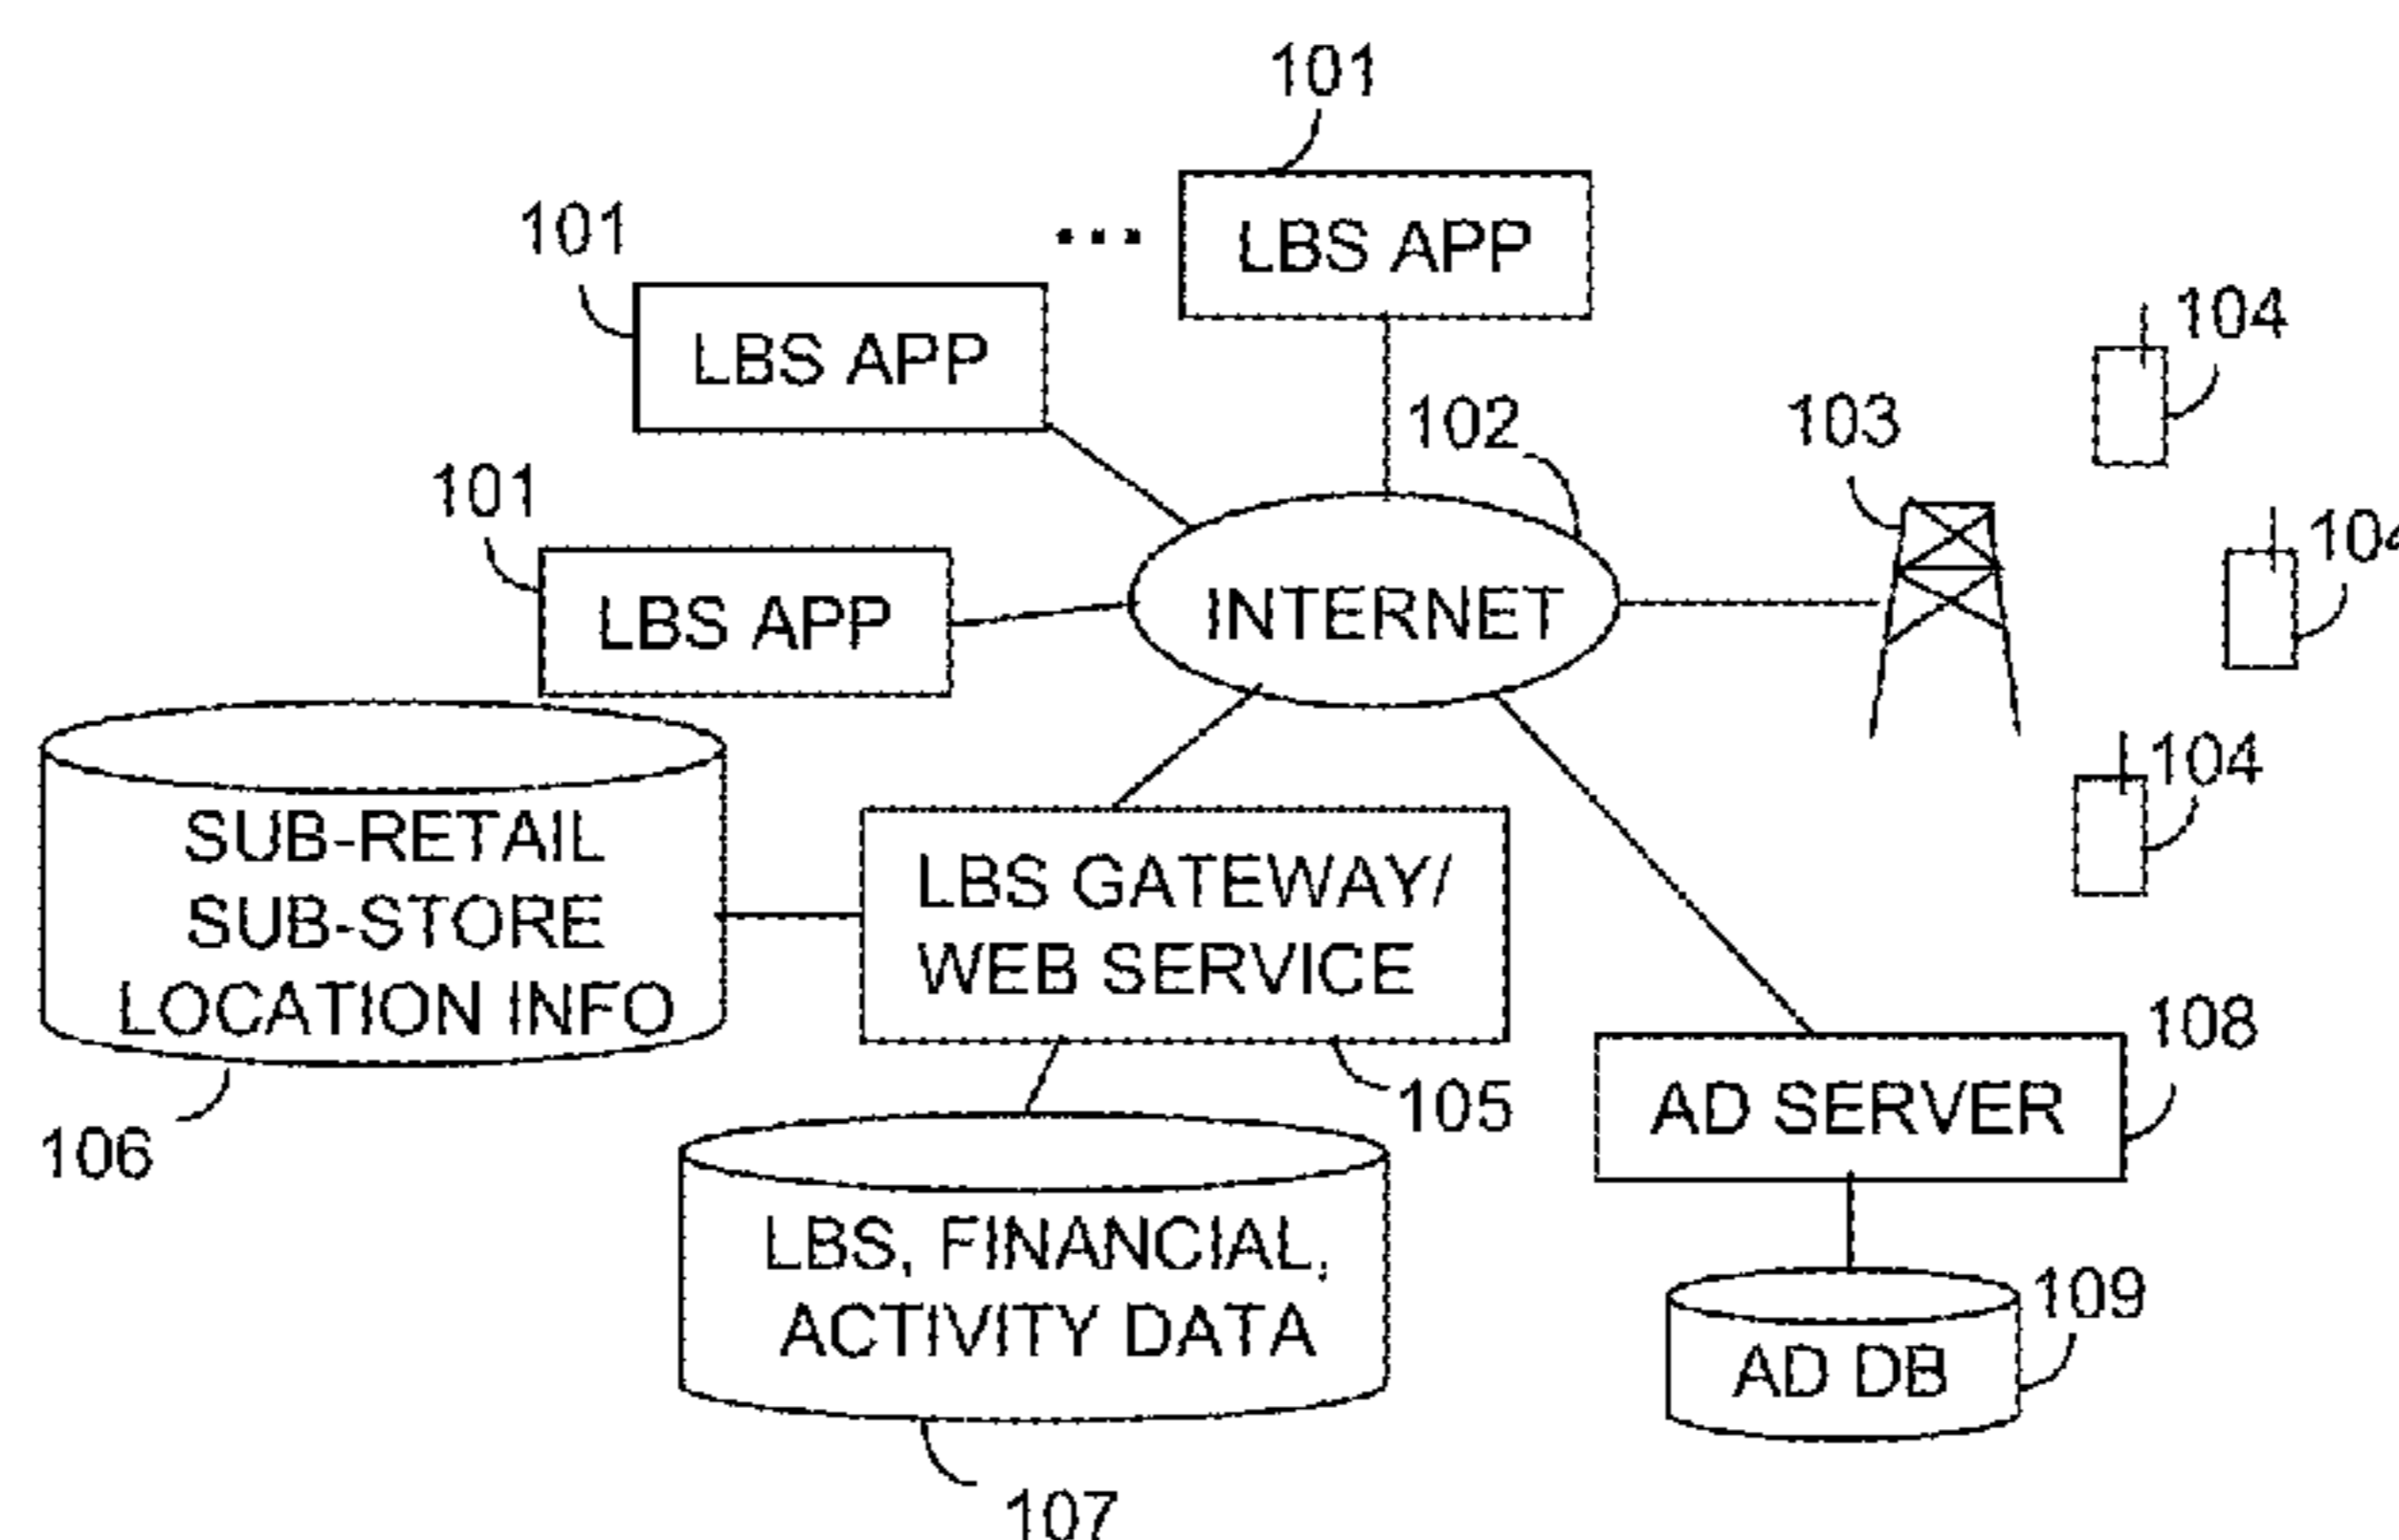 101
101
... LBS APP
104
LBS APP
102
103
101
104
LBS APP
INTERNET
104
SUB-RETAIL
SUB-STORE
LOCATION INFO
LBS GATEWAY/
WEB SERVICE
108
105
AD SERVER
106
LBS, FINANCIAL,
ACTIVITY DATA
109
AD DB
107